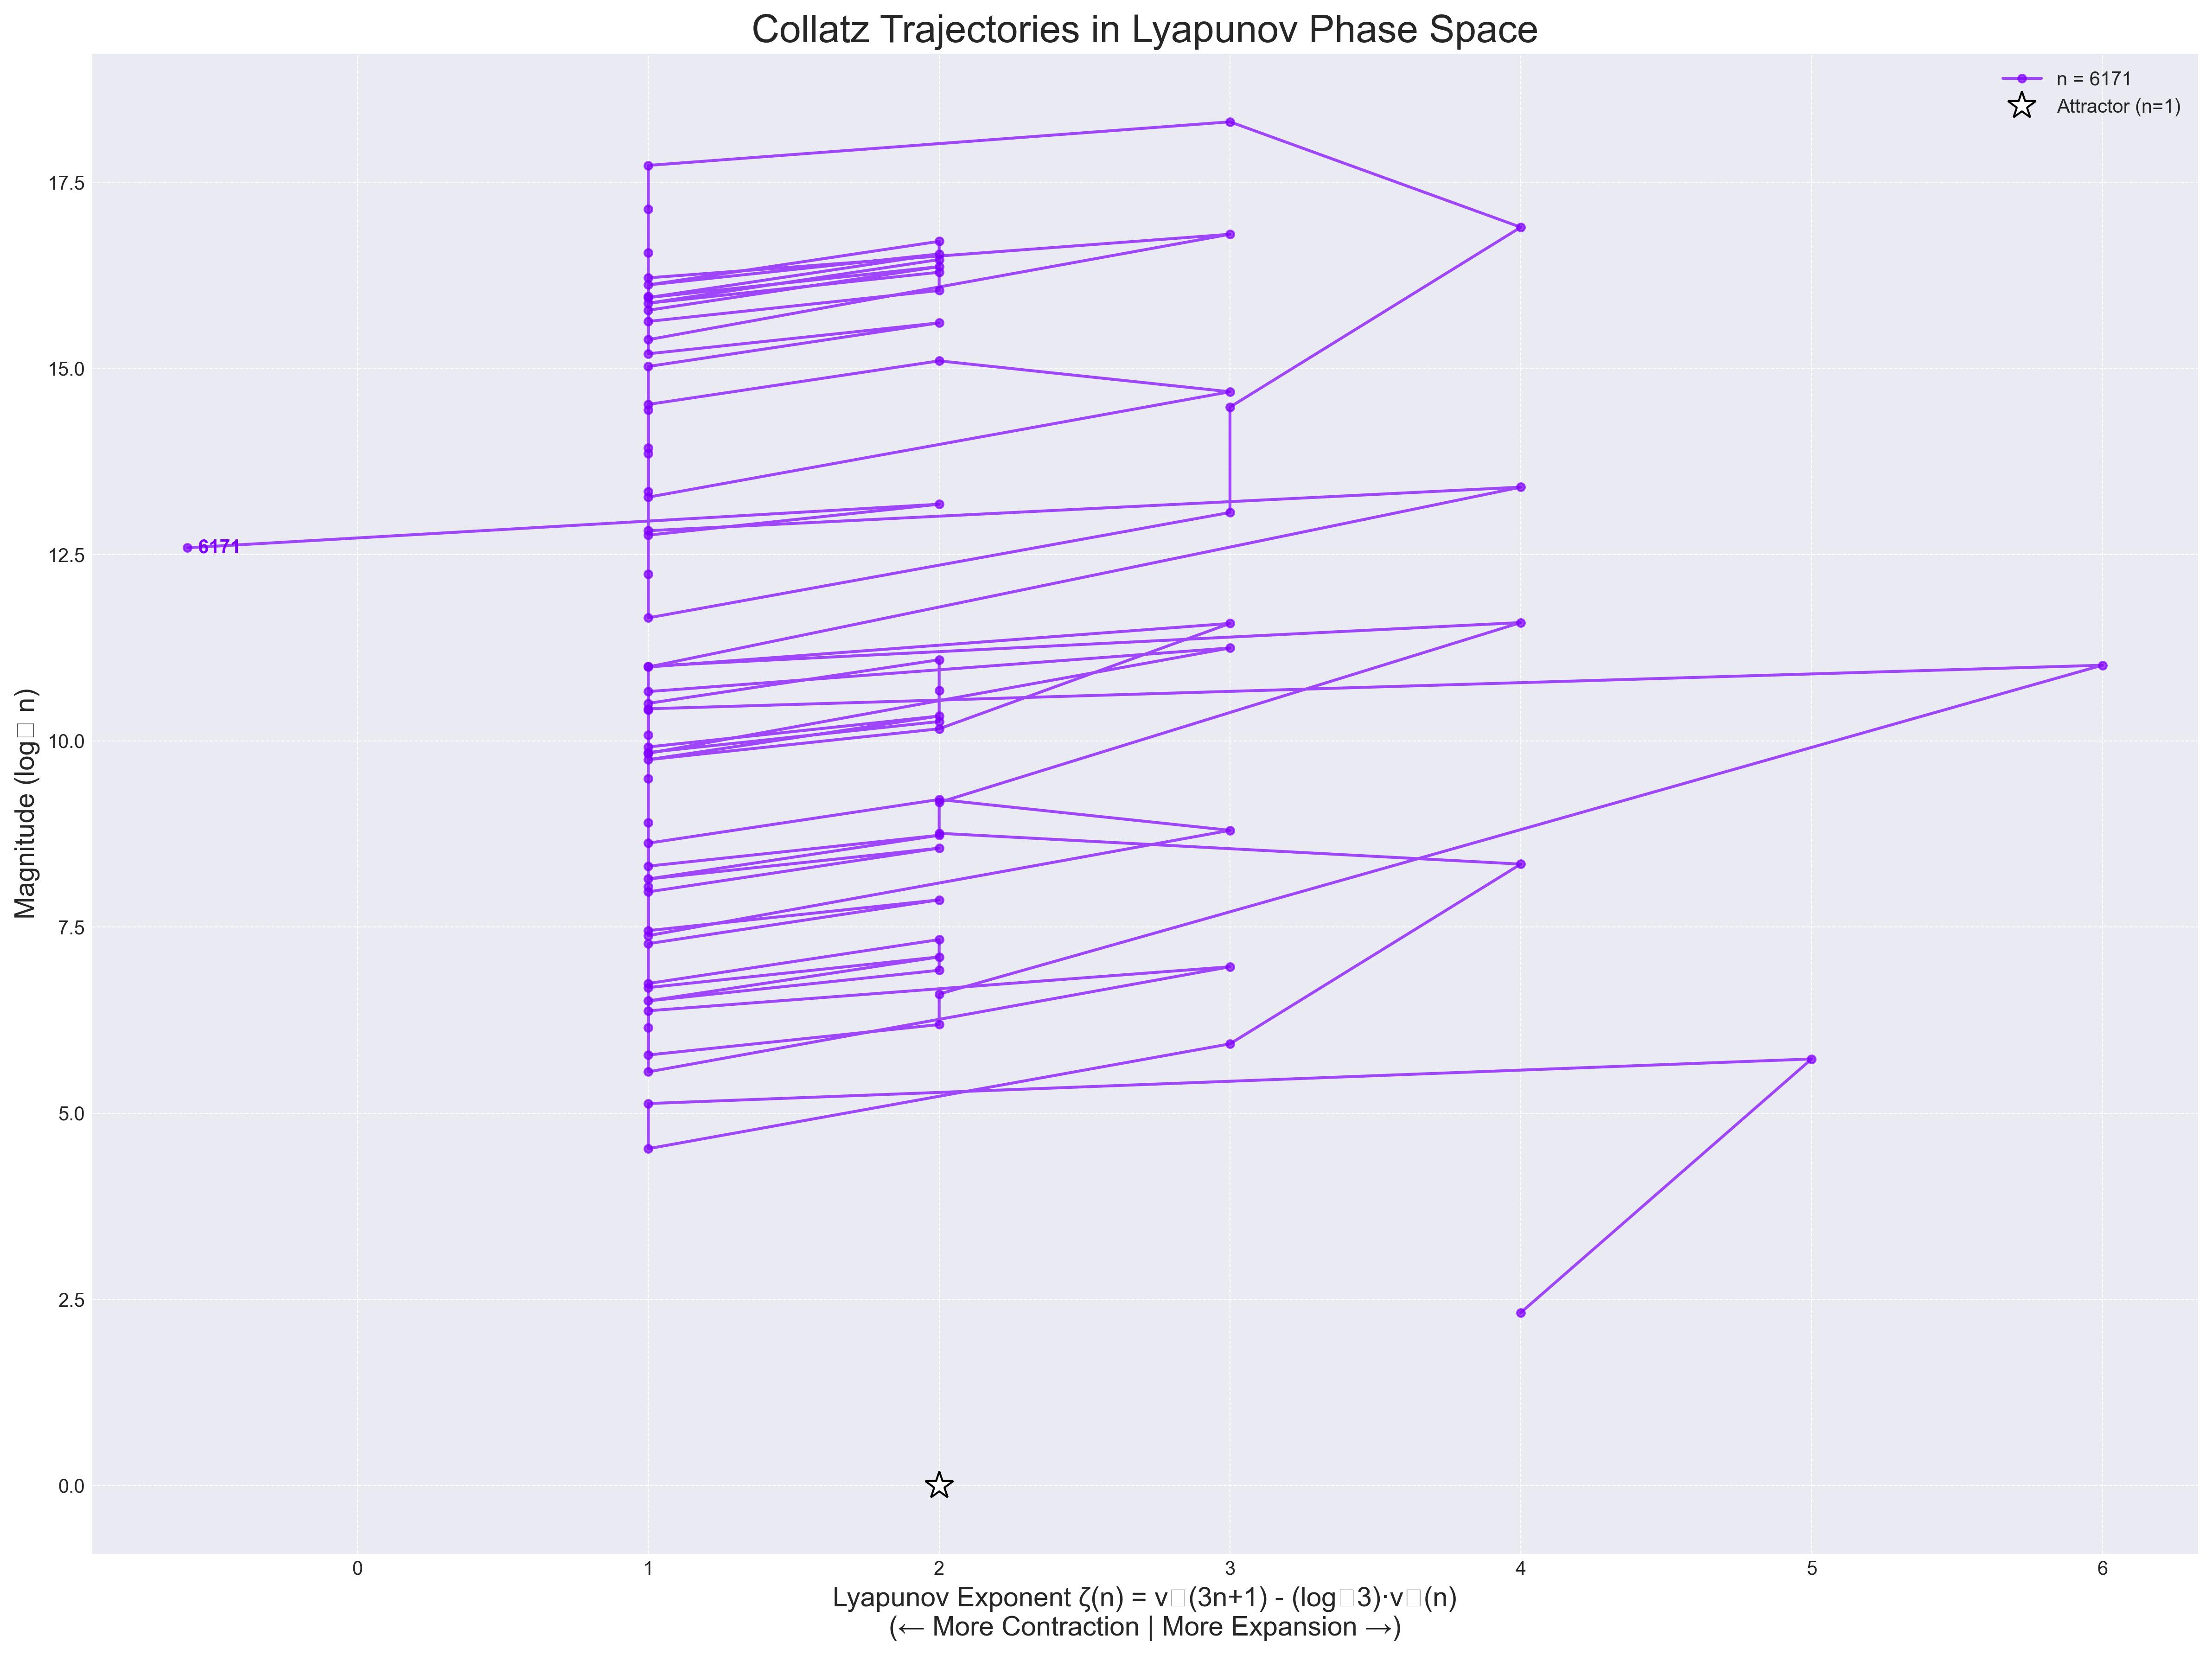 Collatz Trajectories in Lyapunov Phase Space
n = 6171
Attractor (n=1)
17.5
15.0
12.5
10.0
7.5
5.0
2.5
0.0
Magnitude (log□ n)
6171
0 1 2 3 4 5 6
Lyapunov Exponent ζ(n) = v□(3n+1) - (log□3)·v□(n)
(← More Contraction | More Expansion →)